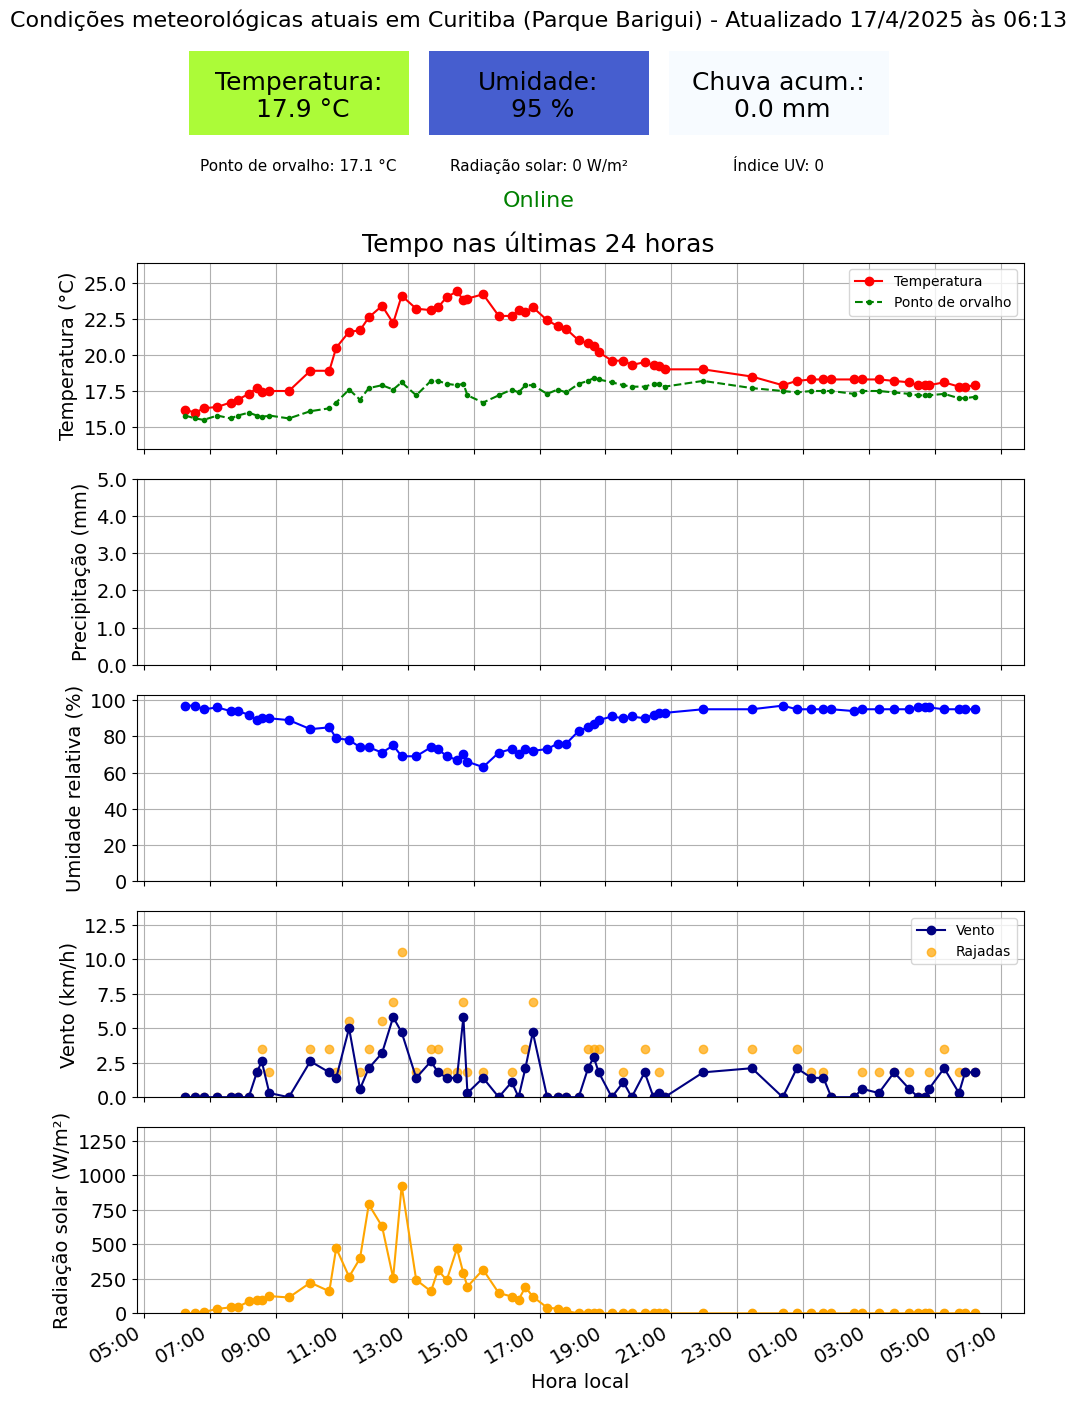 Condições meteorológicas atuais em Curitiba (Parque Barigui) - Atualizado 17/4/2025 às 06:13
Temperatura:
17.9 °C
Umidade:
95 %
Chuva acum.:
0.0 mm
Ponto de orvalho: 17.1 °C
Radiação solar: 0 W/m²
Índice UV: 0
Online
Tempo nas últimas 24 horas
Temperatura (°C)
25.0
22.5
20.0
17.5
15.0
Temperatura
Ponto de orvalho
Precipitação (mm)
5.0
4.0
3.0
2.0
1.0
0.0
Umidade relativa (%)
100
80
60
40
20
0
Vento (km/h)
12.5
10.0
7.5
5.0
2.5
0.0
Vento
Rajadas
Radiação solar (W/m²)
1250
1000
750
500
250
0
05:00
07:00
09:00
11:00
13:00
15:00
17:00
19:00
21:00
23:00
01:00
03:00
05:00
07:00
Hora local